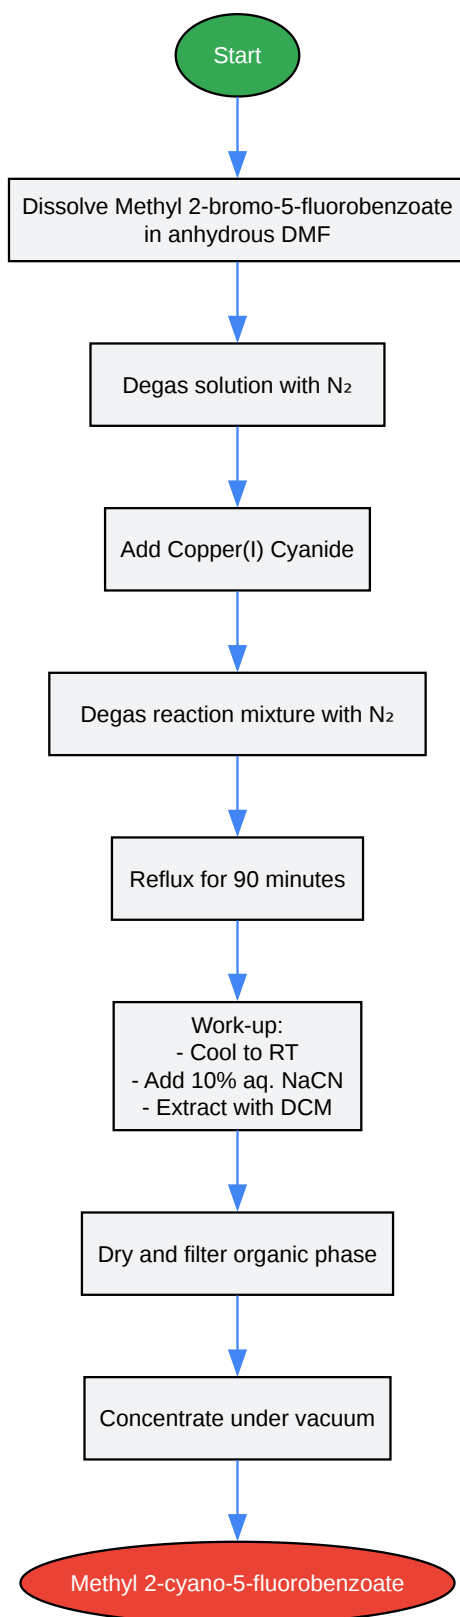 Start
Dissolve Methyl 2-bromo-5-fluorobenzoate
in anhydrous DMF
Degas solution with N₂
Add Copper(I) Cyanide
Degas reaction mixture with N₂
Reflux for 90 minutes
Work-up:
- Cool to RT
- Add 10% aq. NaCN
- Extract with DCM
Dry and filter organic phase
Concentrate under vacuum
Methyl 2-cyano-5-fluorobenzoate